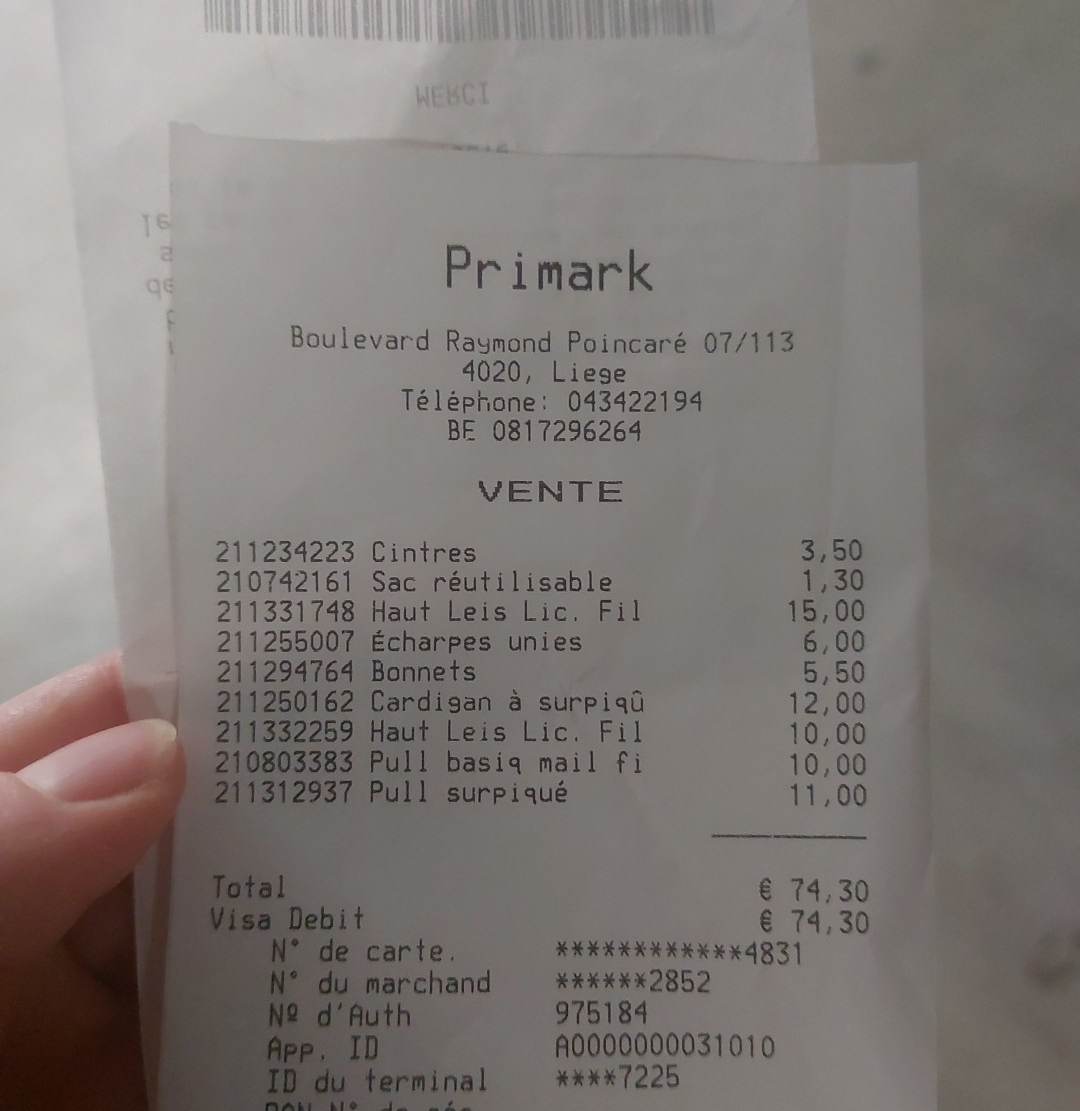 MERCI
Primark
Boulevard Raymond Poincaré 07/113
4020, Liege
Téléphone: 043422194
BE 0817296264
VENTE
211234223 Cintres 3,50
210742161 Sac réutilisable 1,30
211331748 Haut Leis Lic. Fil 15,00
211255007 Écharpes unies 6,00
211294764 Bonnets 5,50
211250162 Cardigan à surpiqû 12,00
211332259 Haut Leis Lic. Fil 10,00
210803383 Pull basiq mail fi 10,00
211312937 Pull surpiqué 11,00
Total € 74,30
Visa Debit € 74,30
N° de carte. ************4831
N° du marchand ******2852
Nº d'Auth 975184
App. ID A0000000031010
ID du terminal ****7225